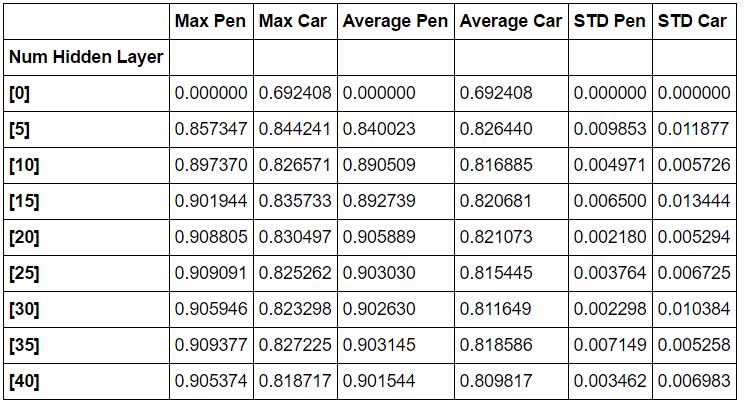 Max Pen Max Car Average Pen Average Car STD Pen STD Car
Num Hidden Layer
[0] 0.000000 0.692408 0.000000 0.692408 0.000000 0.000000
[5] 0.857347 0.844241 0.840023 0.826440 0.009853 0.011877
[10] 0.897370 0.826571 0.890509 0.816885 0.004971 0.005726
[15] 0.901944 0.835733 0.892739 0.820681 0.006500 0.013444
[20] 0.908805 0.830497 0.905889 0.821073 0.002180 0.005294
[25] 0.909091 0.825262 0.903030 0.815445 0.003764 0.006725
[30] 0.905946 0.823298 0.902630 0.811649 0.002298 0.010384
[35] 0.909377 0.827225 0.903145 0.818586 0.007149 0.005258
[40] 0.905374 0.818717 0.901544 0.809817 0.003462 0.006983